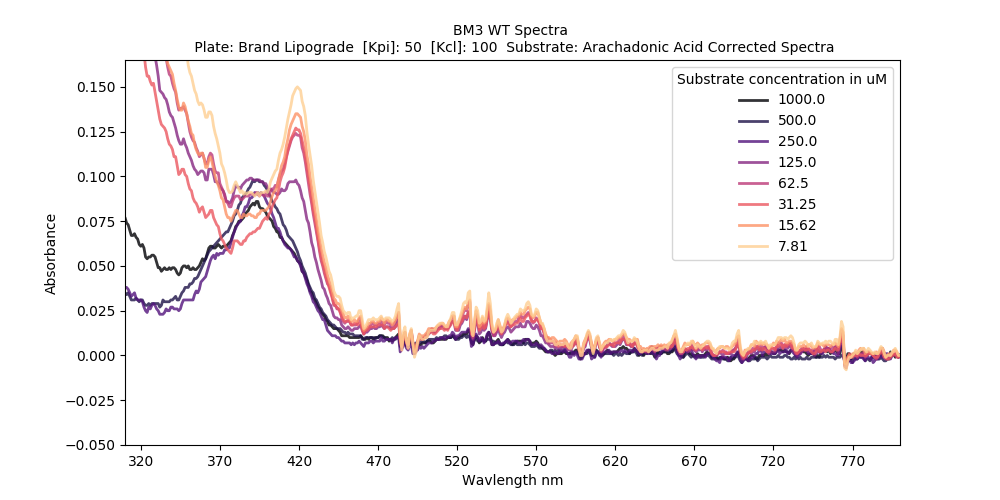 BM3 WT Spectra
Plate: Brand Lipograde  [Kpi]: 50  [Kcl]: 100  Substrate: Arachadonic Acid Corrected Spectra
Substrate concentration in uM
1000.0
500.0
250.0
125.0
62.5
31.25
15.62
7.81
Absorbance
0.150
0.125
0.100
0.075
0.050
0.025
0.000
−0.025
−0.050
320 370 420 470 520 570 620 670 720 770
Wavlength nm